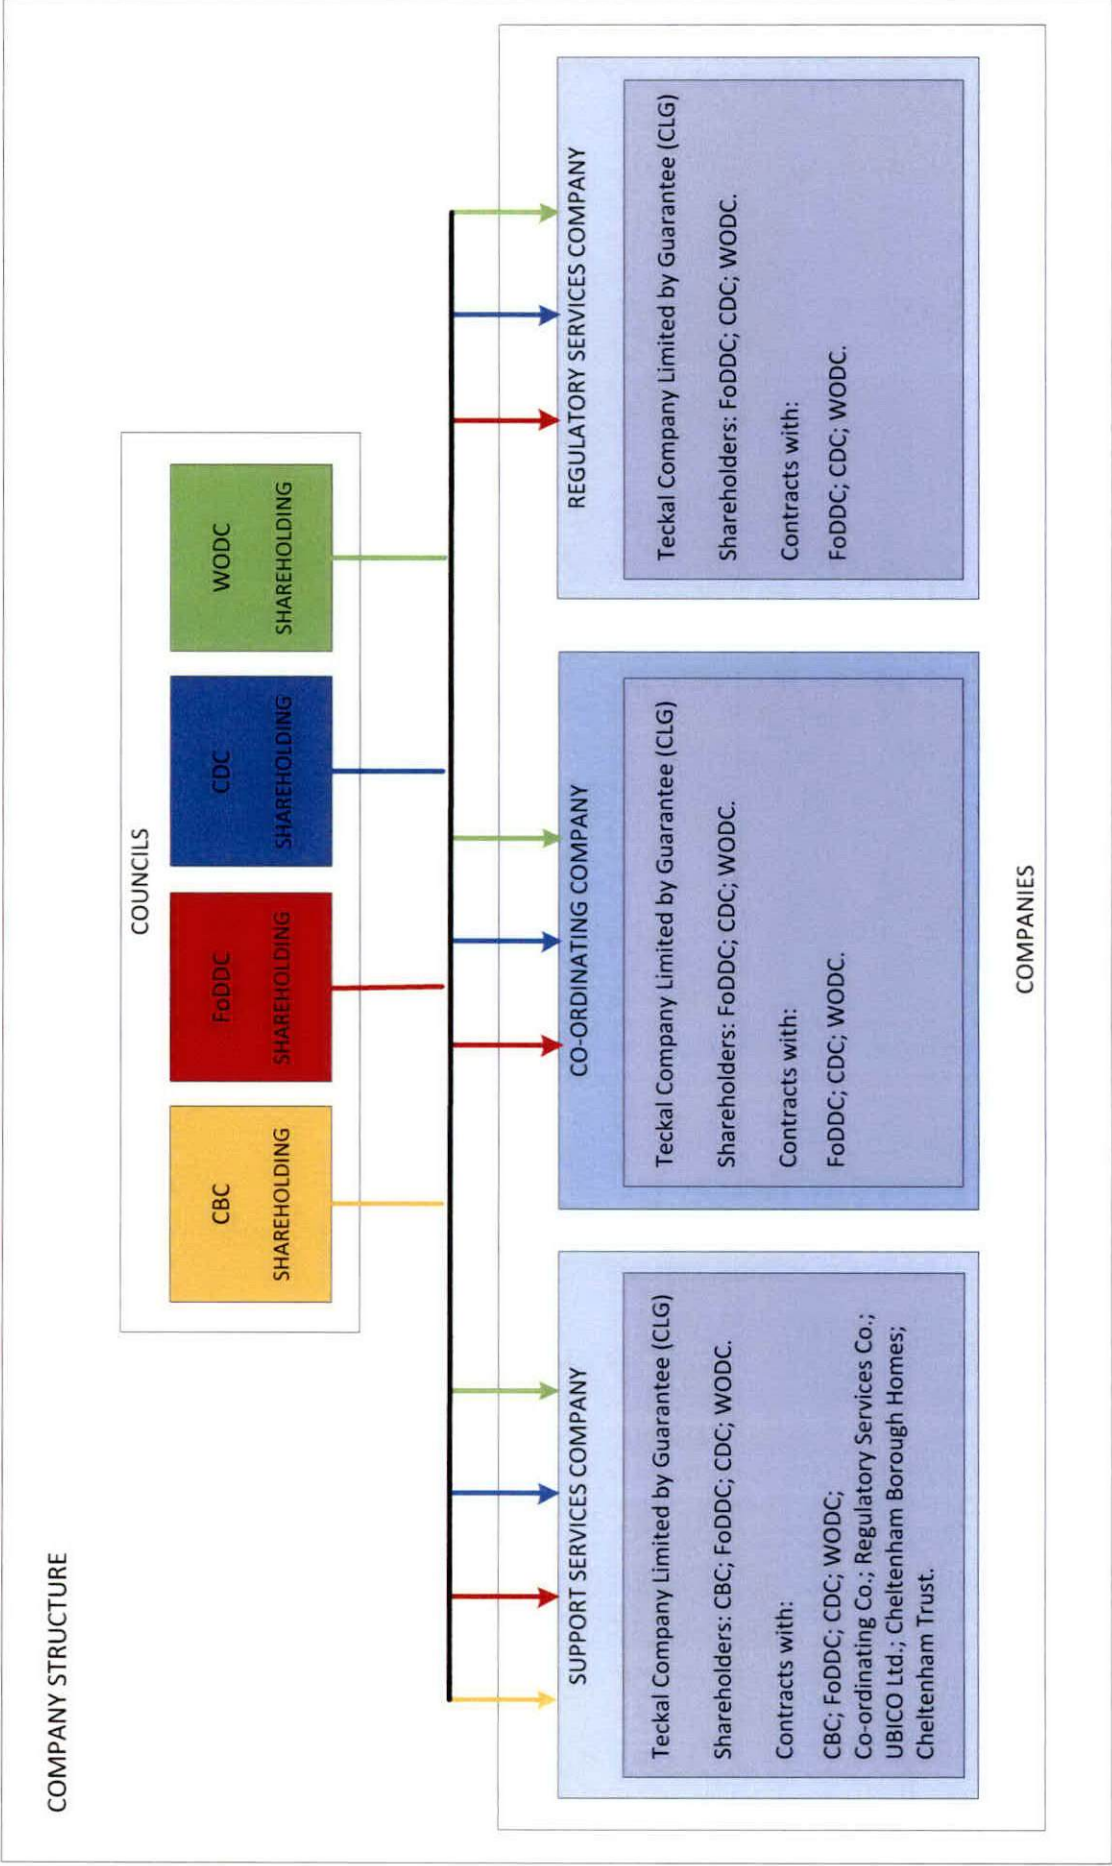 COMPANY STRUCTURE
COUNCILS
CBC
SHAREHOLDING
FoDDC
SHAREHOLDING
CDC
SHAREHOLDING
WODC
SHAREHOLDING
SUPPORT SERVICES COMPANY
Teckal Company Limited by Guarantee (CLG)
Shareholders: CBC; FoDDC; CDC; WODC.
Contracts with:
CBC; FoDDC; CDC; WODC;
Co-ordinating Co.; Regulatory Services Co.;
UBICO Ltd.; Cheltenham Borough Homes;
Cheltenham Trust.
CO-ORDINATING COMPANY
Teckal Company Limited by Guarantee (CLG)
Shareholders: FoDDC; CDC; WODC.
Contracts with:
FoDDC; CDC; WODC.
REGULATORY SERVICES COMPANY
Teckal Company Limited by Guarantee (CLG)
Shareholders: FoDDC; CDC; WODC.
Contracts with:
FoDDC; CDC; WODC.
COMPANIES